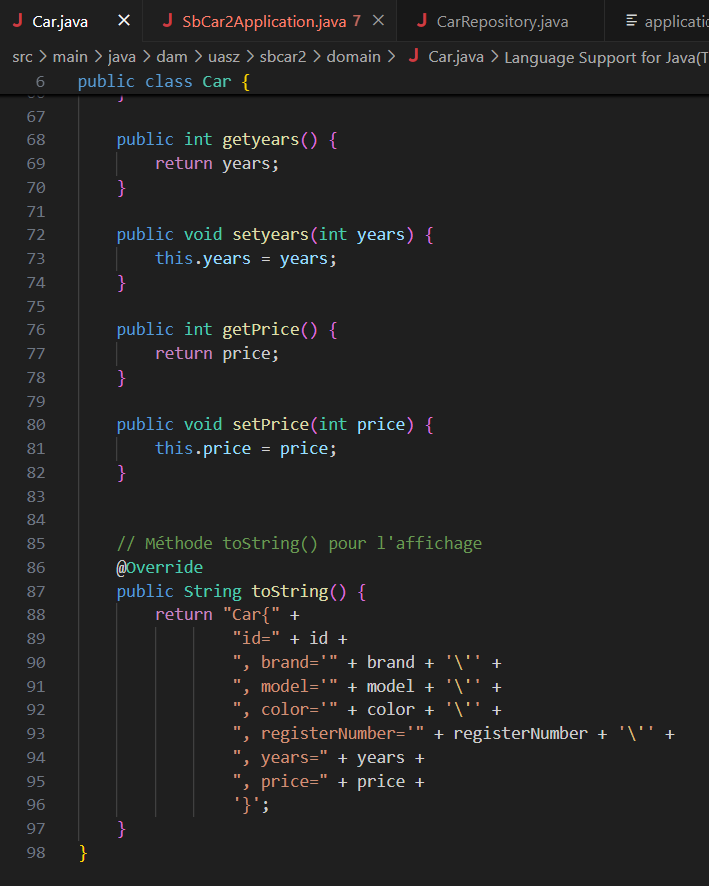 Car.java
SbCar2Application.java 7
CarRepository.java
src > main > java > dam > uasz > sbcar2 > domain > Car.java > Language Support for Java(T
6 public class Car {
67
68 public int getyears() {
69 return years;
70 }
71
72 public void setyears(int years) {
73 this.years = years;
74 }
75
76 public int getPrice() {
77 return price;
78 }
79
80 public void setPrice(int price) {
81 this.price = price;
82 }
83
84
85 // Méthode toString() pour l'affichage
86 @Override
87 public String toString() {
88 return "Car{" +
89 "id=" + id +
90 ", brand='" + brand + '\'' +
91 ", model='" + model + '\'' +
92 ", color='" + color + '\'' +
93 ", registerNumber='" + registerNumber + '\'' +
94 ", years=" + years +
95 ", price=" + price +
96 '}';
97 }
98 }